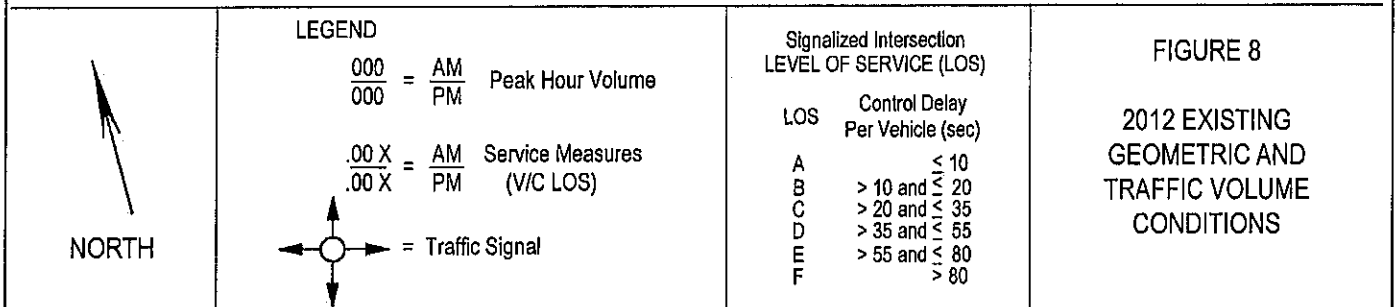 NORTH
LEGEND
000 = AM Peak Hour Volume
000 PM
.00 X = AM Service Measures
.00 X PM (V/C LOS)
= Traffic Signal
Signalized Intersection
LEVEL OF SERVICE (LOS)
LOS Control Delay
Per Vehicle (sec)
A ≤ 10
B > 10 and ≤ 20
C > 20 and ≤ 35
D > 35 and ≤ 55
E > 55 and ≤ 80
F > 80
FIGURE 8
2012 EXISTING
GEOMETRIC AND
TRAFFIC VOLUME
CONDITIONS